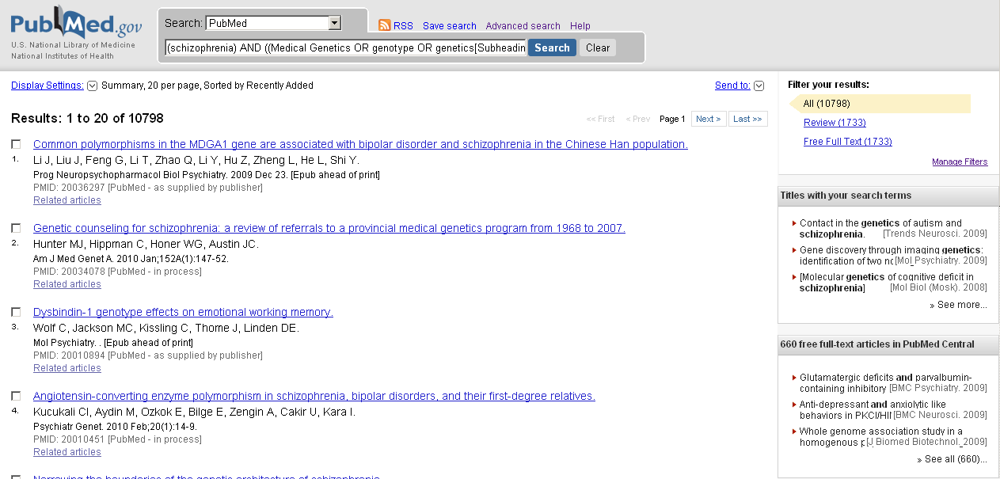 PubMed.gov
U.S. National Library of Medicine
National Institutes of Health
Search: PubMed
RSS Save search Advanced search Help
(schizophrenia) AND ((Medical Genetics OR genotype OR genetics[Subheadin Search Clear
Display Settings: Summary, 20 per page, Sorted by Recently Added
Send to:
Results: 1 to 20 of 10798
<< First < Prev Page 1 Next > Last >>
Common polymorphisms in the MDGA1 gene are associated with bipolar disorder and schizophrenia in the Chinese Han population.
1. Li J, Liu J, Feng G, Li T, Zhao Q, Li Y, Hu Z, Zheng L, He L, Shi Y.
Prog Neuropsychopharmacol Biol Psychiatry. 2009 Dec 23. [Epub ahead of print]
PMID: 20036297 [PubMed - as supplied by publisher]
Related articles
Genetic counseling for schizophrenia: a review of referrals to a provincial medical genetics program from 1968 to 2007.
2. Hunter MJ, Hippman C, Honer WG, Austin JC.
Am J Med Genet A. 2010 Jan;152A(1):147-52.
PMID: 20034078 [PubMed - in process]
Related articles
Dysbindin-1 genotype effects on emotional working memory.
3. Wolf C, Jackson MC, Kissling C, Thome J, Linden DE.
Mol Psychiatry. . [Epub ahead of print]
PMID: 20010894 [PubMed - as supplied by publisher]
Related articles
Angiotensin-converting enzyme polymorphism in schizophrenia, bipolar disorders, and their first-degree relatives.
4. Kucukali CI, Aydin M, Ozkok E, Bilge E, Zengin A, Cakir U, Kara I.
Psychiatr Genet. 2010 Feb;20(1):14-9.
PMID: 20010451 [PubMed - in process]
Related articles
Narrowing the boundaries of the genetic architecture of schizophrenia.
Filter your results:
All (10798)
Review (1733)
Free Full Text (1733)
Manage Filters
Titles with your search terms
Contact in the genetics of autism and
schizophrenia. [Trends Neurosci. 2009]
Gene discovery through imaging genetics:
identification of two no[Mol Psychiatry. 2009]
[Molecular genetics of cognitive deficit in
schizophrenia] [Mol Biol (Mosk). 2008]
» See more...
660 free full-text articles in PubMed Central
Glutamatergic deficits and parvalbumin-
containing inhibitory [BMC Psychiatry. 2009]
Anti-depressant and anxiolytic like
behaviors in PKCI/HI[BMC Neurosci. 2009]
Whole genome association study in a
homogenous p[J Biomed Biotechnol. 2009]
» See all (660)...